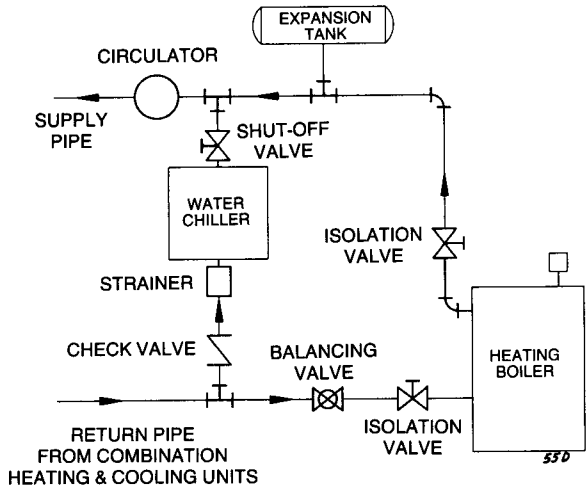 EXPANSION
TANK
CIRCULATOR
SUPPLY
PIPE
SHUT-OFF
VALVE
WATER
CHILLER
ISOLATION
VALVE
STRAINER
CHECK VALVE
BALANCING
VALVE
HEATING
BOILER
ISOLATION
VALVE
RETURN PIPE
FROM COMBINATION
HEATING & COOLING UNITS
55D